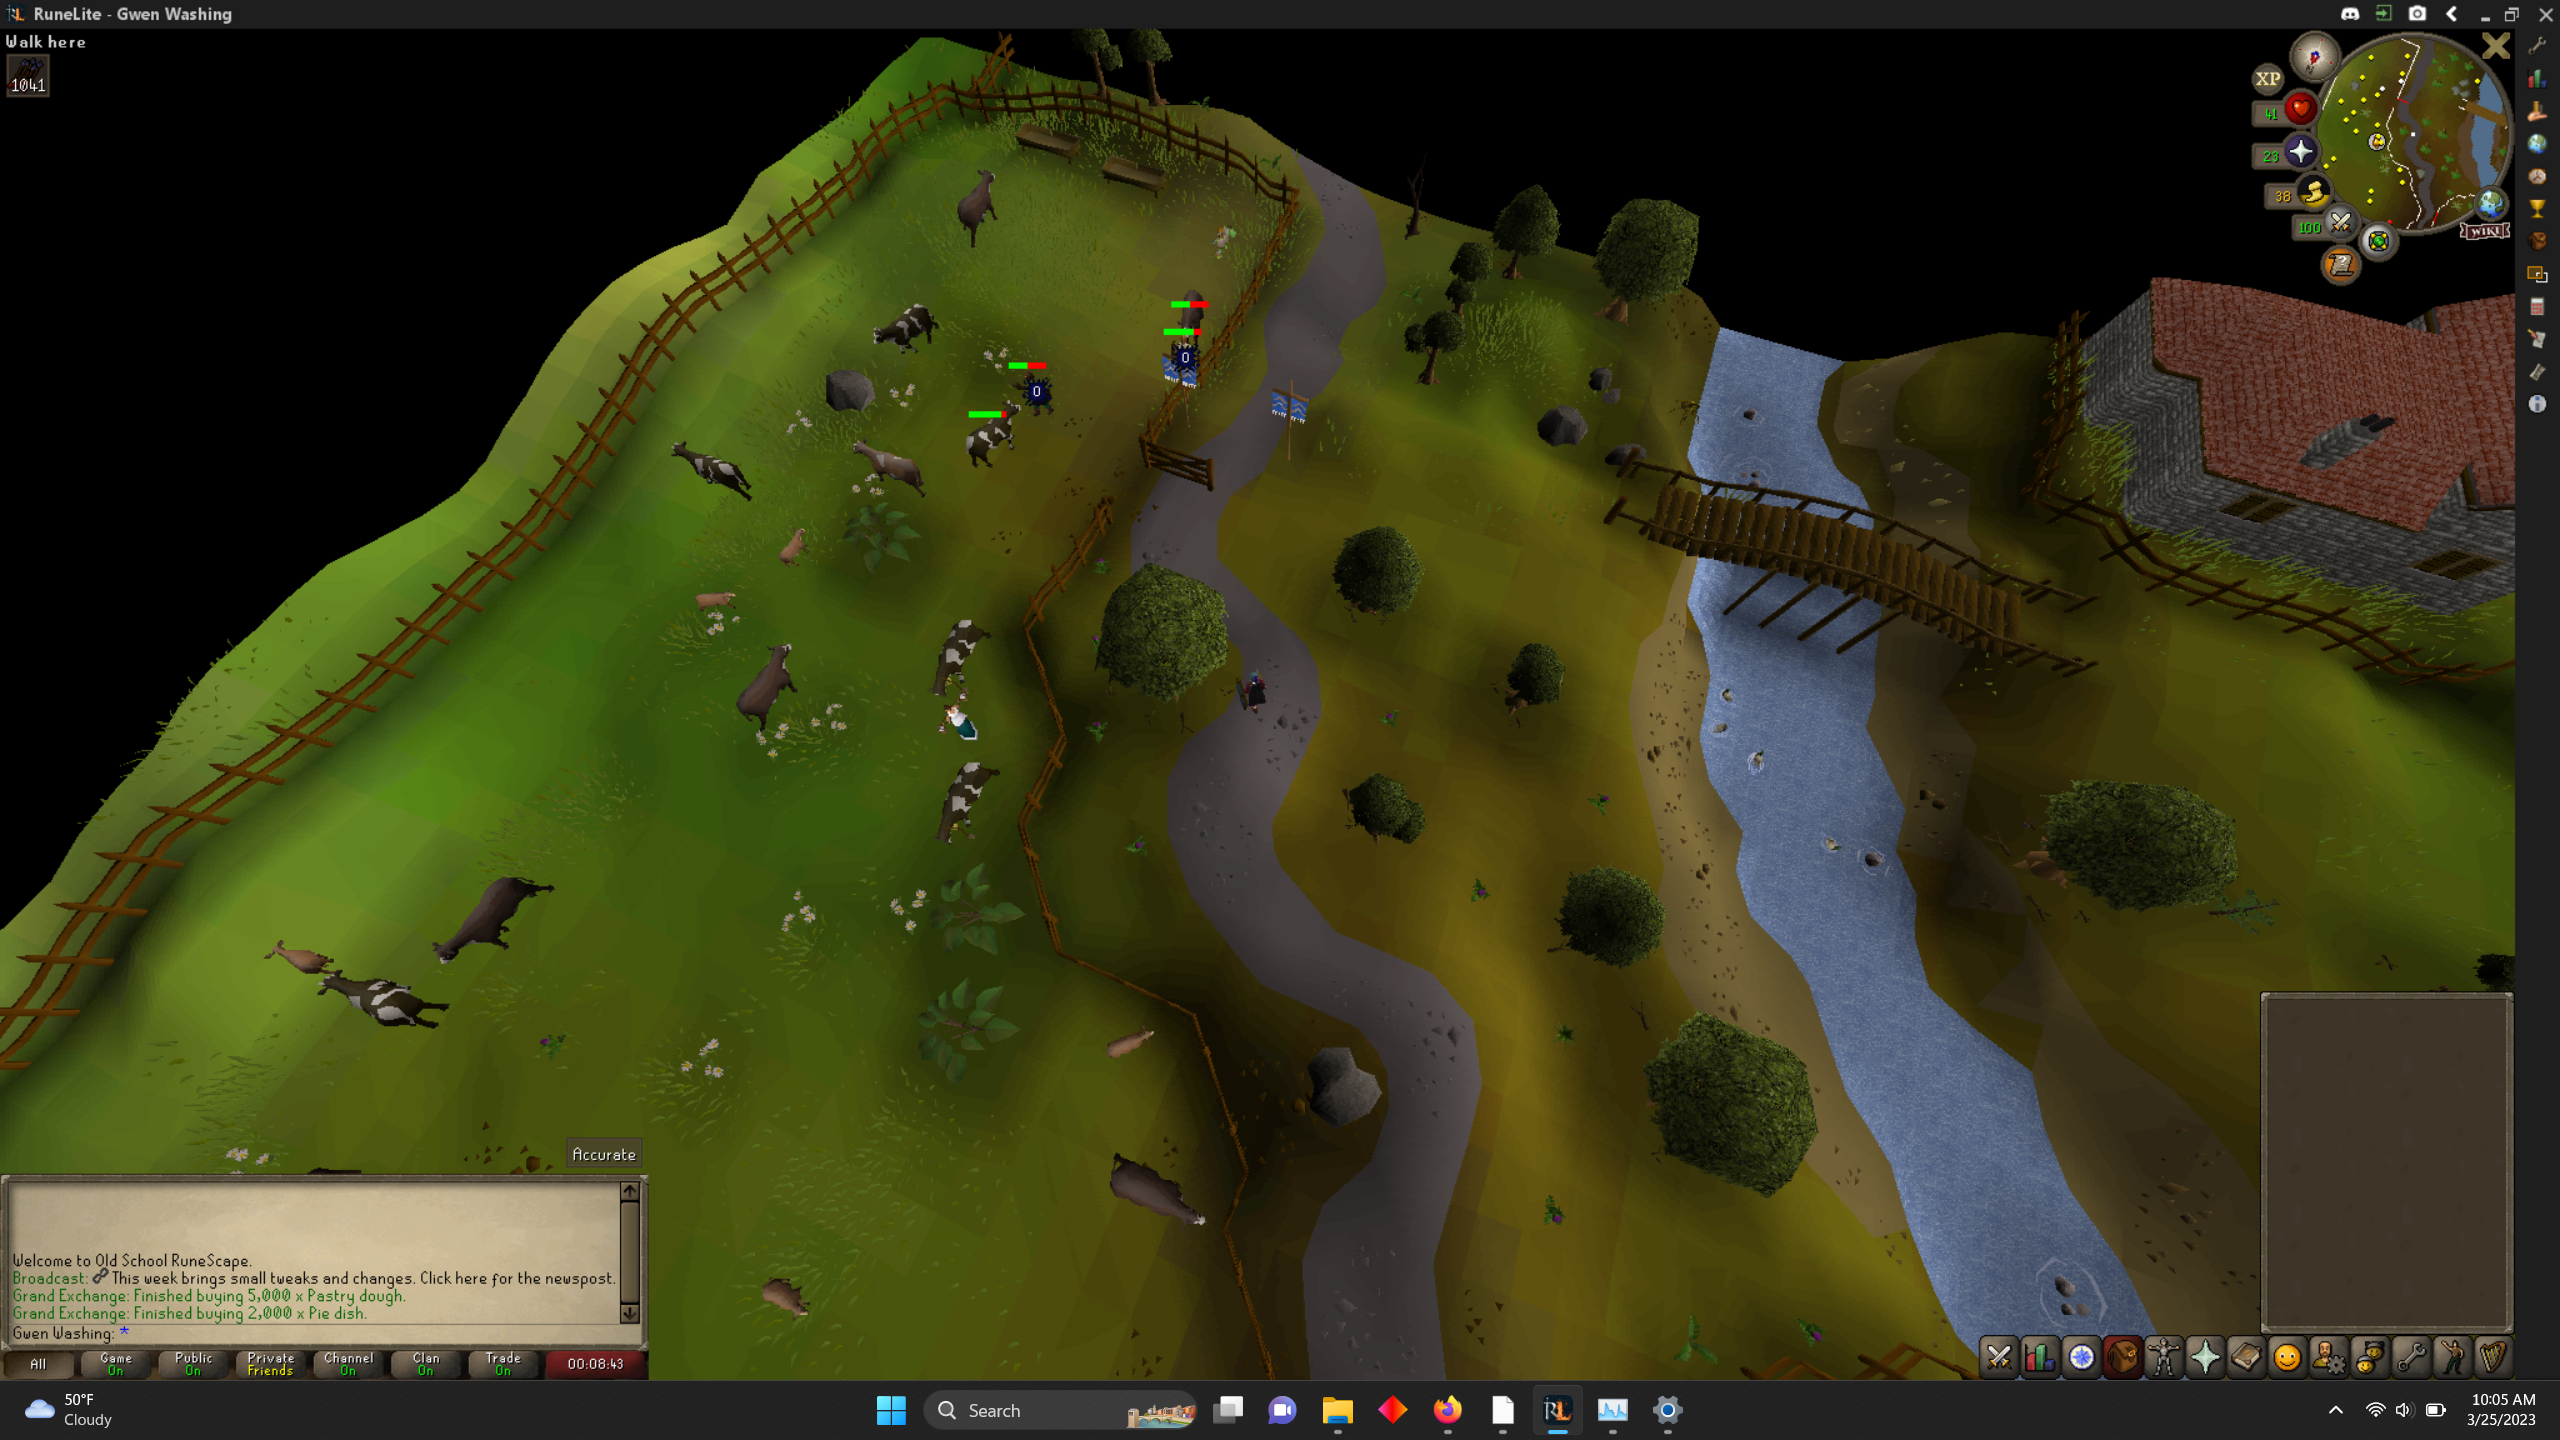 RuneLite - Gwen Washing
Walk here
1041
XP
41
23
38
100
WIKI
0
0
Accurate
Welcome to Old School RuneScape.
Broadcast: This week brings small tweaks and changes. Click here for the newspost.
Grand Exchange: Finished buying 5,000 x Pastry dough.
Grand Exchange: Finished buying 2,000 x Pie dish.
Gwen Washing: *
All
Game
On
Public
On
Private
Friends
Channel
On
Clan
On
Trade
On
00:08:43
50°F
Cloudy
Search
RL
10:05 AM
3/25/2023